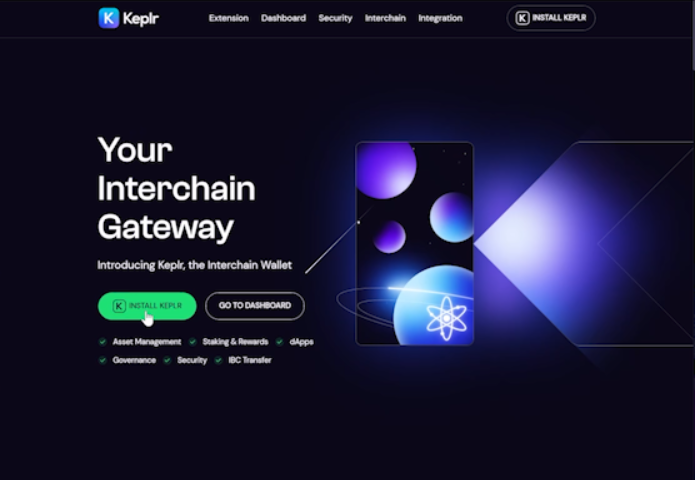 Keplr Extension Dashboard Security Interchain Integration INSTALL KEPLR
Your
Interchain
Gateway
Introducing Keplr, the Interchain Wallet
INSTALL KEPLR GO TO DASHBOARD
Asset Management Staking & Rewards dApps
Governance Security IBC Transfer